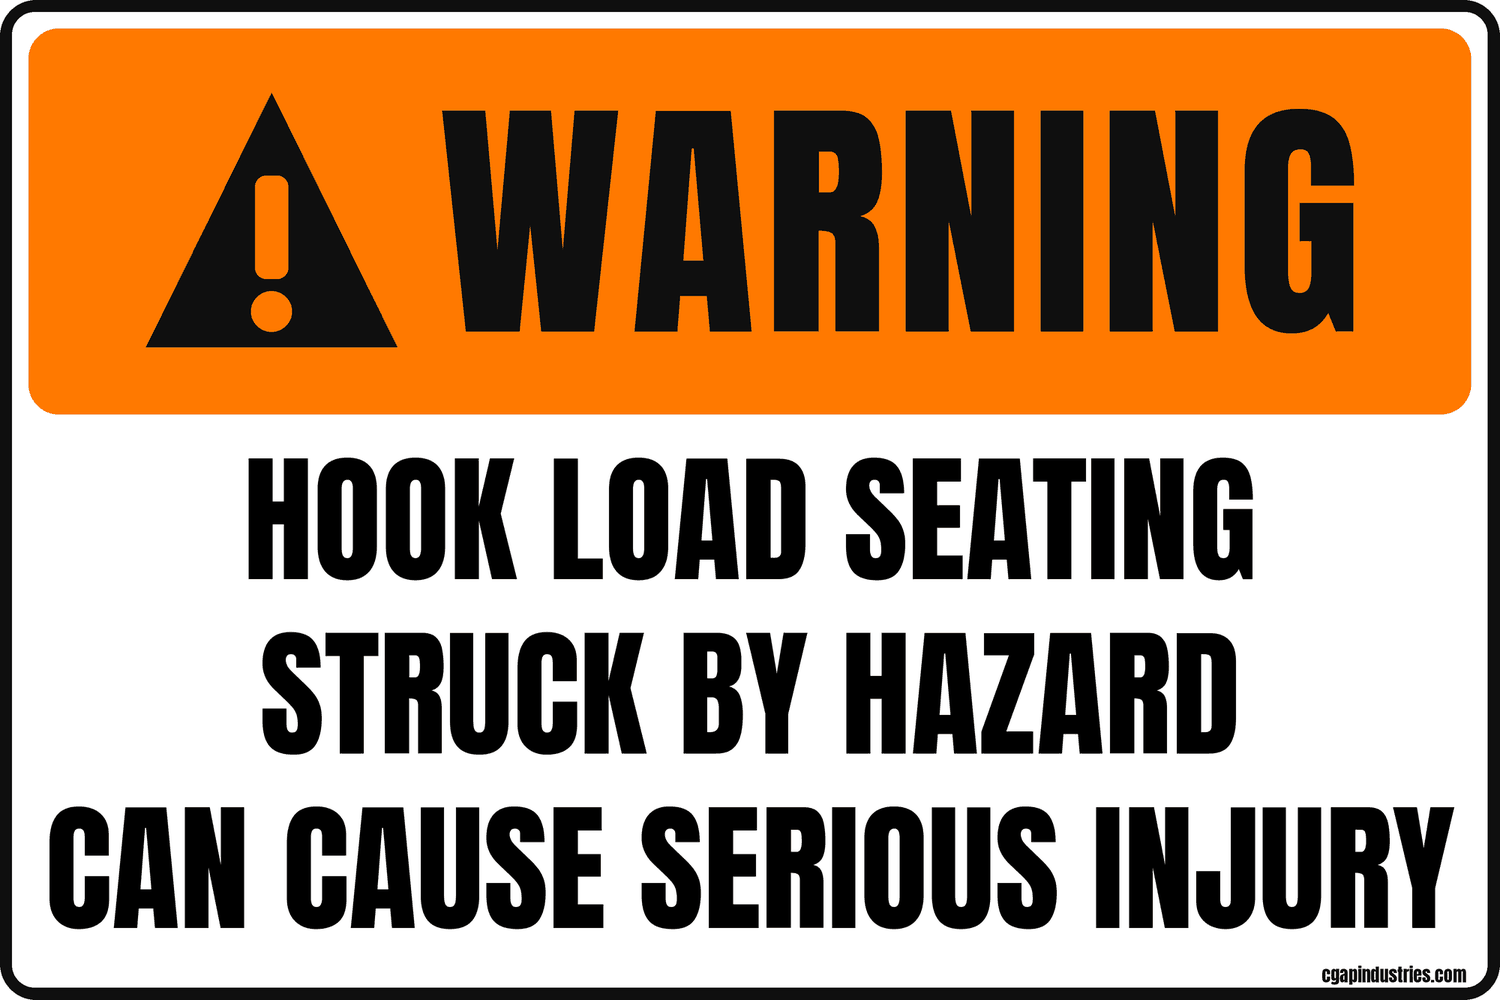 WARNING
HOOK LOAD SEATING
STRUCK BY HAZARD
CAN CAUSE SERIOUS INJURY
cgapindustries.com